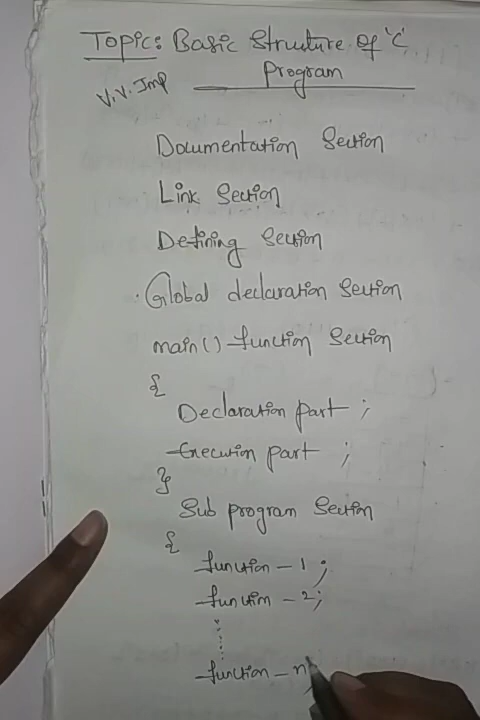 Topic: Basic Structure of 'C'
Program
V.V. Imp
Documentation Section
Link Section
Defining Section
Global declaration Section
main() function Section
{
Declaration part ;
Execution part ;
}
Sub program Section
{
function - 1 ;
function - 2 ;
function - n